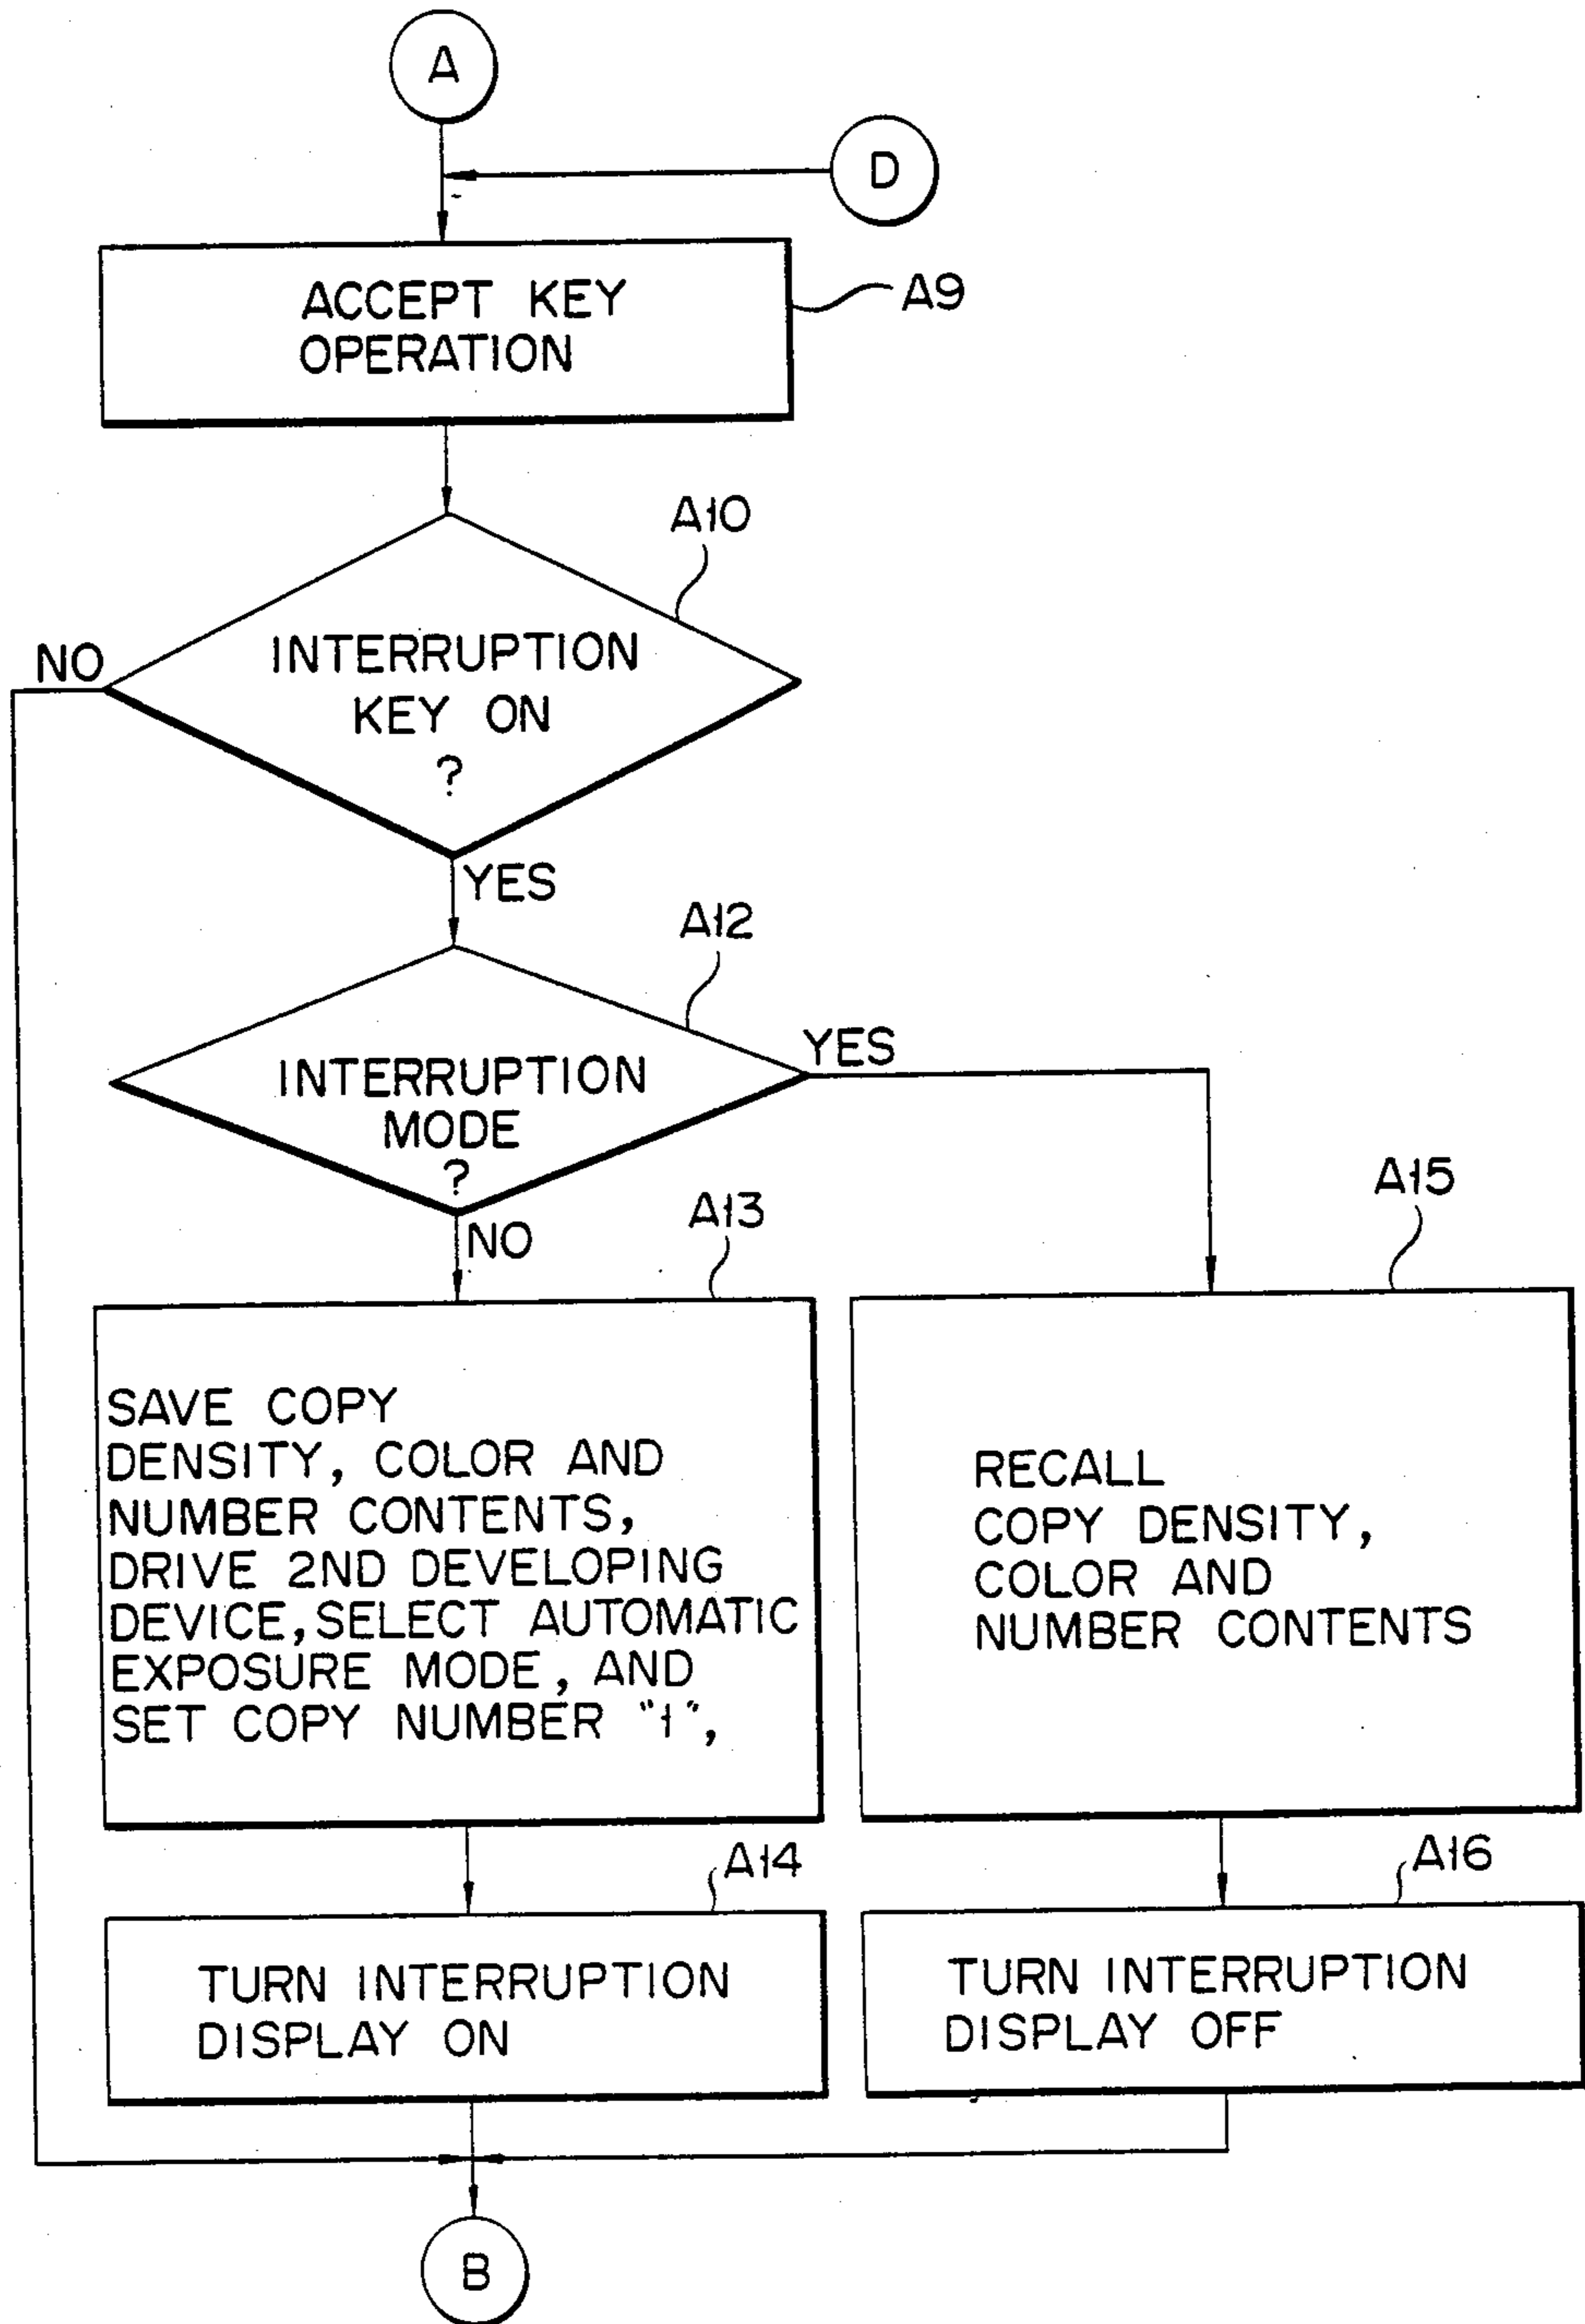 A
D
ACCEPT KEY
OPERATION
A9
A10
NO
INTERRUPTION
KEY ON
?
YES
A12
YES
INTERRUPTION
MODE
?
NO
A13
A15
SAVE COPY
DENSITY, COLOR AND
NUMBER CONTENTS,
DRIVE 2ND DEVELOPING
DEVICE, SELECT AUTOMATIC
EXPOSURE MODE, AND
SET COPY NUMBER "1",
RECALL
COPY DENSITY,
COLOR AND
NUMBER CONTENTS
A14
A16
TURN INTERRUPTION
DISPLAY ON
TURN INTERRUPTION
DISPLAY OFF
B